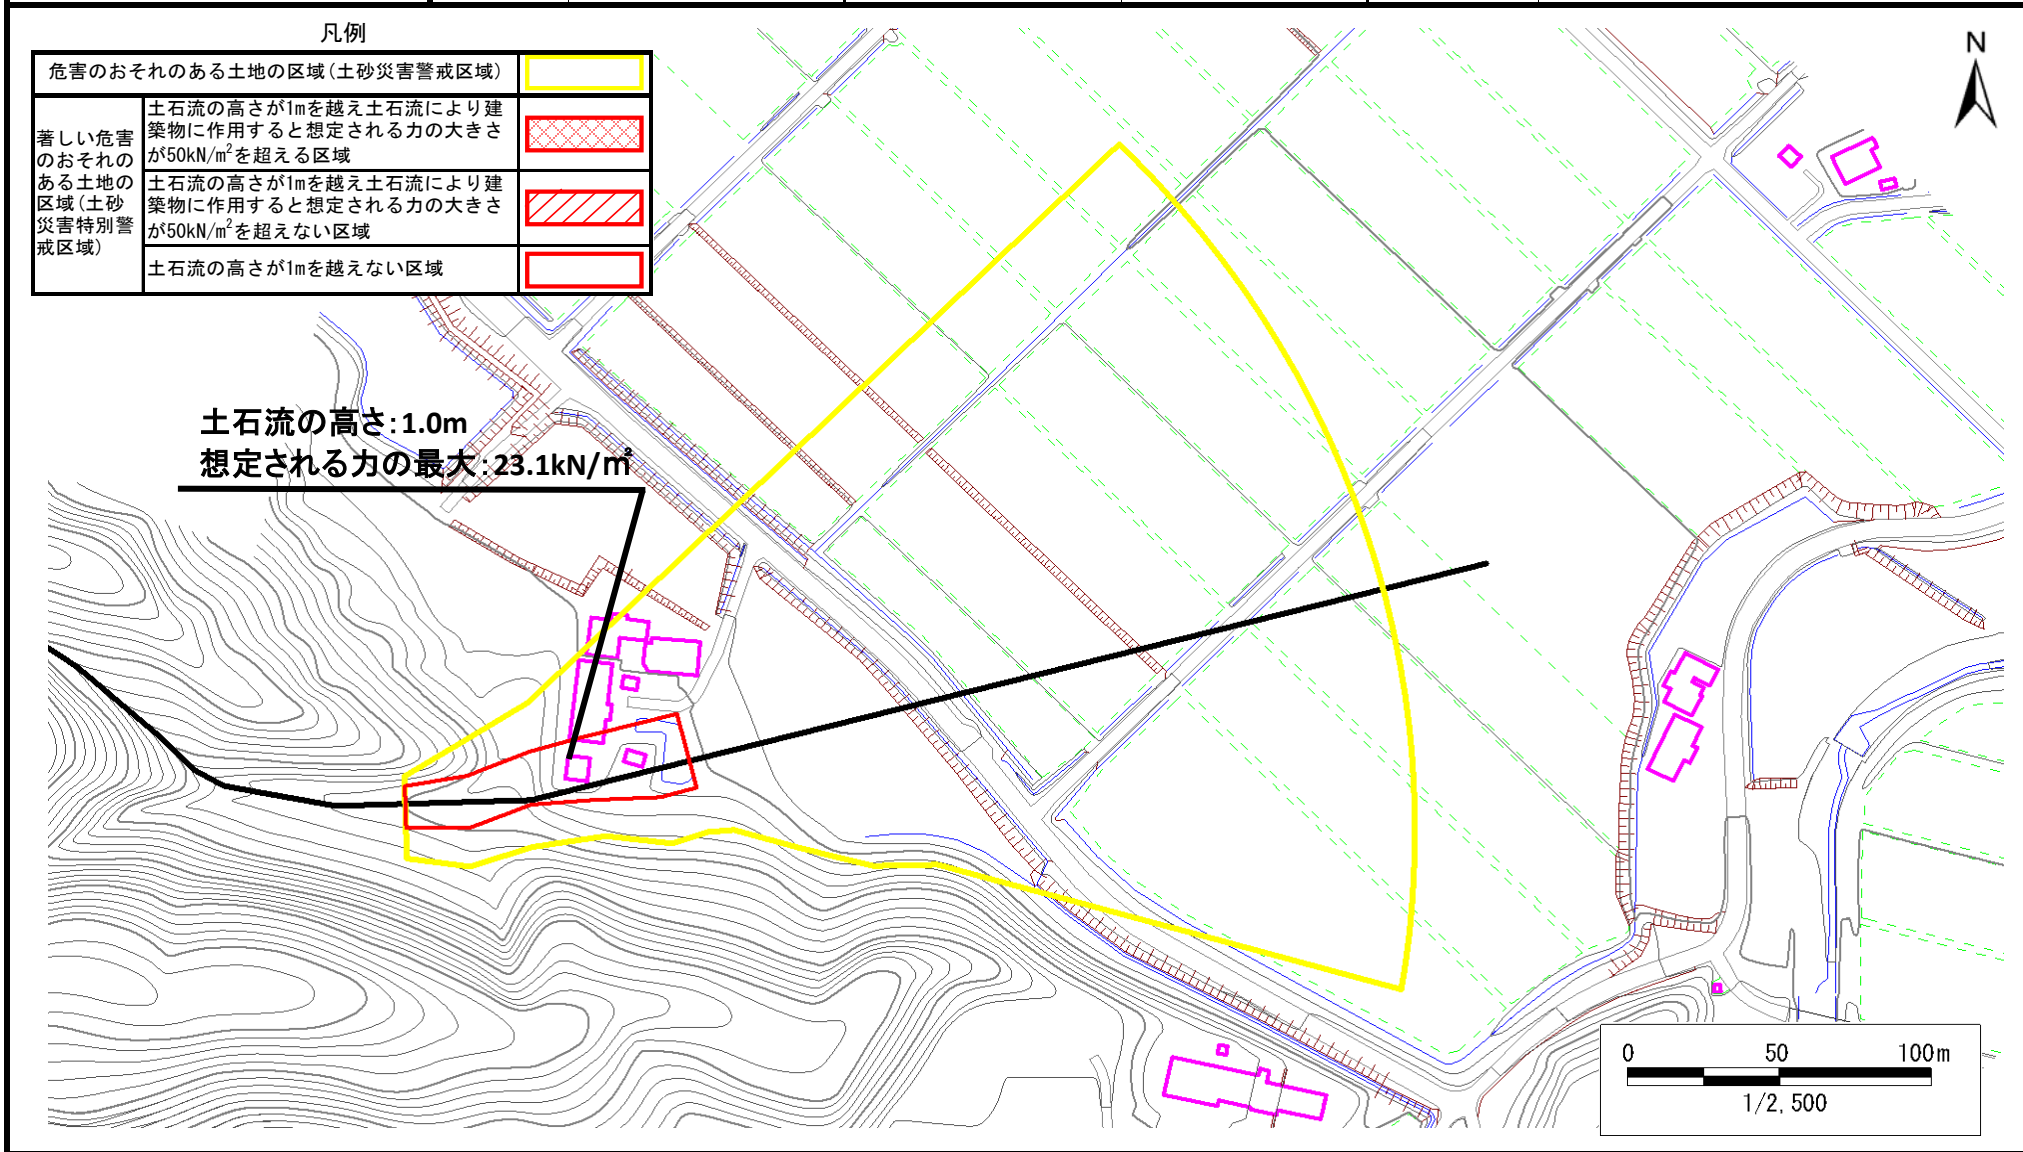 凡例
危害のおそれのある土地の区域(土砂災害警戒区域)
著しい危害
のおそれの
ある土地の
区域(土砂
災害特別警
戒区域)
土石流の高さが1mを越え土石流により建
築物に作用すると想定される力の大きさ
が50kN/m²を超える区域
土石流の高さが1mを越え土石流により建
築物に作用すると想定される力の大きさ
が50kN/m²を超えない区域
土石流の高さが1mを越えない区域
N
土石流の高さ:1.0m
想定される力の最大:23.1kN/㎡
0 50 100m
1/2,500